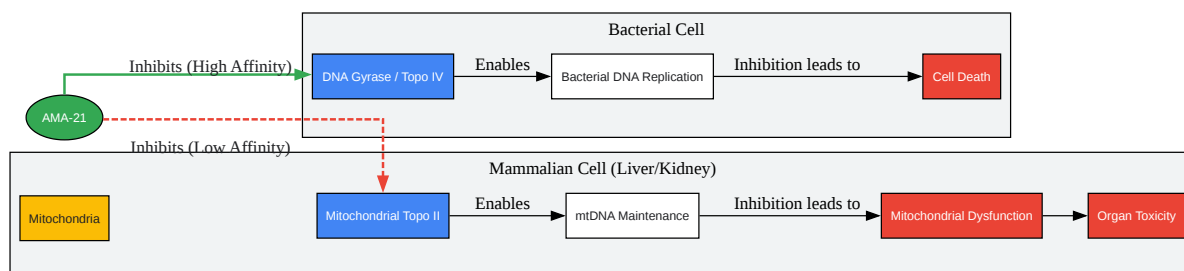 Bacterial Cell
Inhibits (High Affinity)
DNA Gyrase / Topo IV
Enables
Bacterial DNA Replication
Inhibition leads to
Cell Death
AMA-21
Inhibits (Low Affinity)
Mammalian Cell (Liver/Kidney)
Mitochondria
Mitochondrial Topo II
Enables
mtDNA Maintenance
Inhibition leads to
Mitochondrial Dysfunction
Organ Toxicity